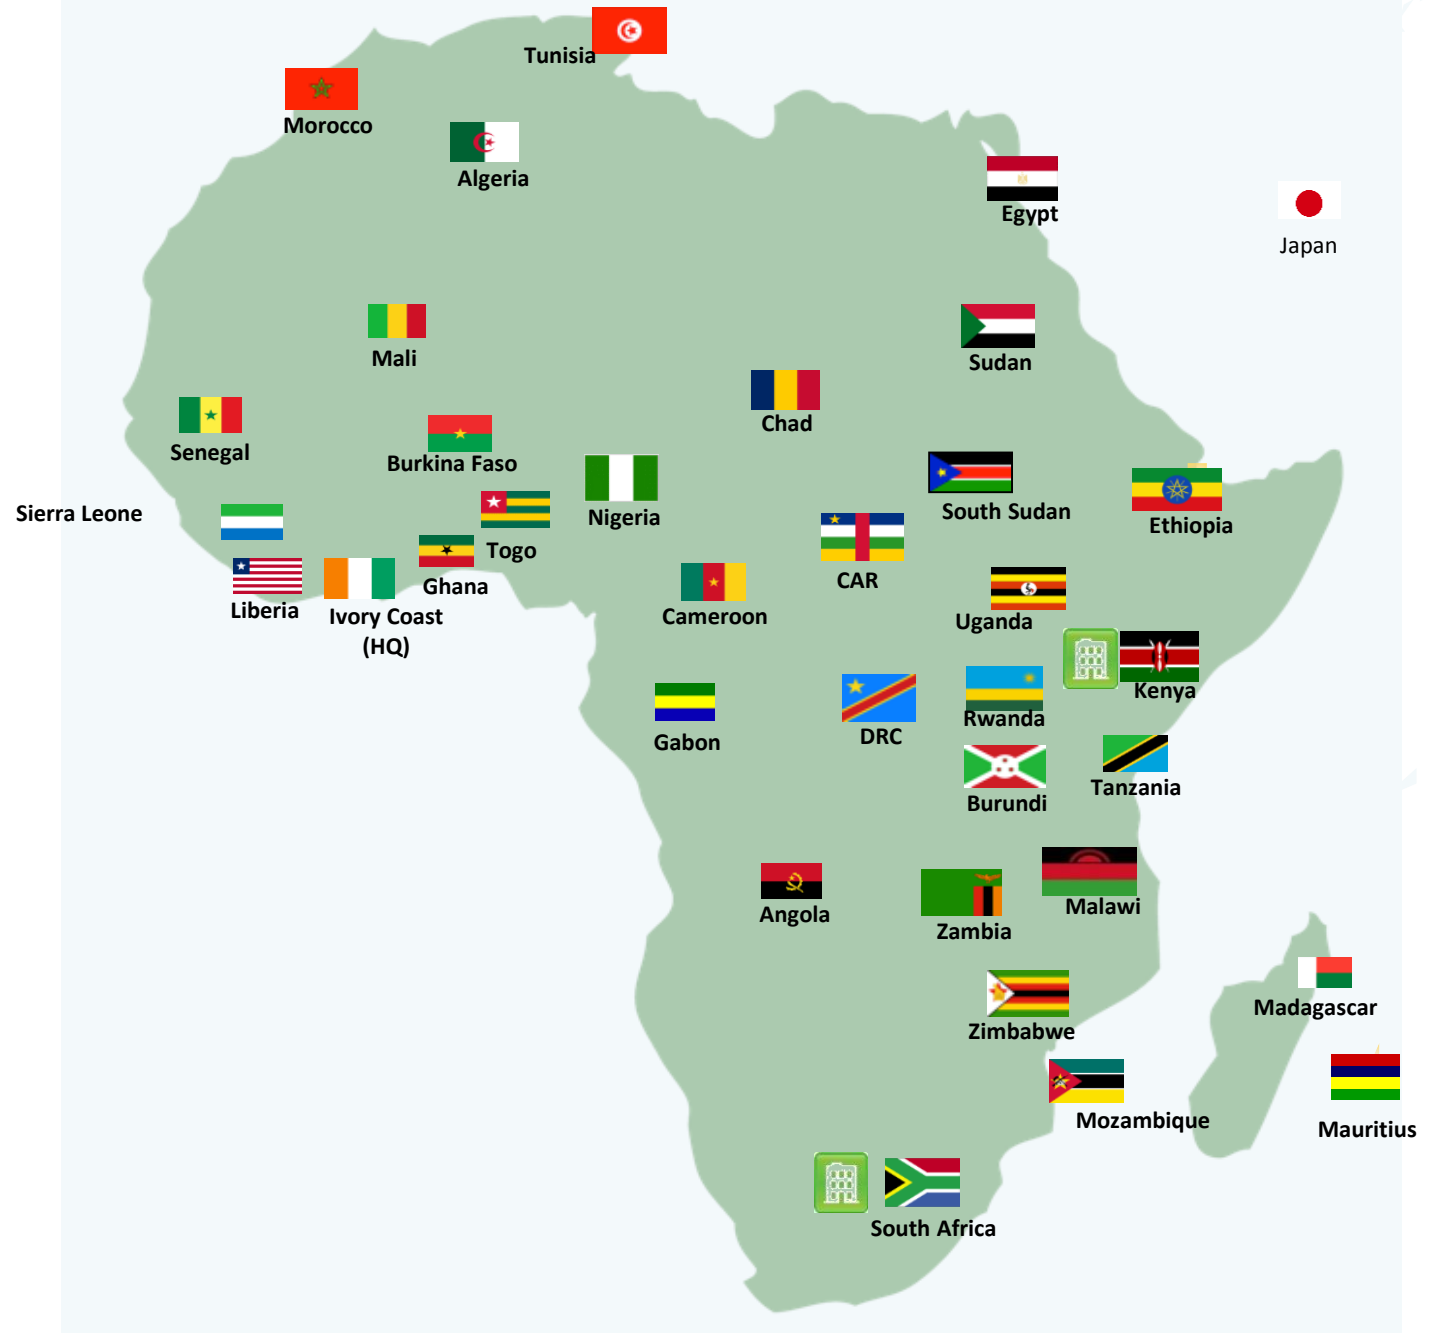 Tunisia
Morocco
Algeria
Egypt
Japan
Mali
Sudan
Chad
Senegal
Burkina Faso
Sierra Leone
Nigeria
South Sudan
Ethiopia
Togo
Ghana
CAR
Liberia
Ivory Coast
(HQ)
Cameroon
Uganda
Kenya
Gabon
DRC
Rwanda
Tanzania
Burundi
Angola
Zambia
Malawi
Madagascar
Zimbabwe
Mozambique
Mauritius
South Africa